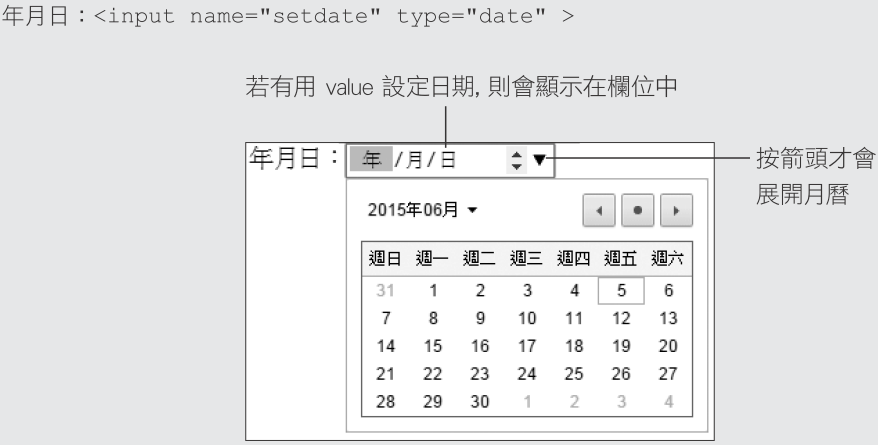 年月日：<input name="setdate" type="date" >
若有用 value 設定日期, 則會顯示在欄位中
年月日： 年 /月/日
按箭頭才會
展開月曆
2015年06月
週日 週一 週二 週三 週四 週五 週六
31 1 2 3 4 5 6
7 8 9 10 11 12 13
14 15 16 17 18 19 20
21 22 23 24 25 26 27
28 29 30 1 2 3 4